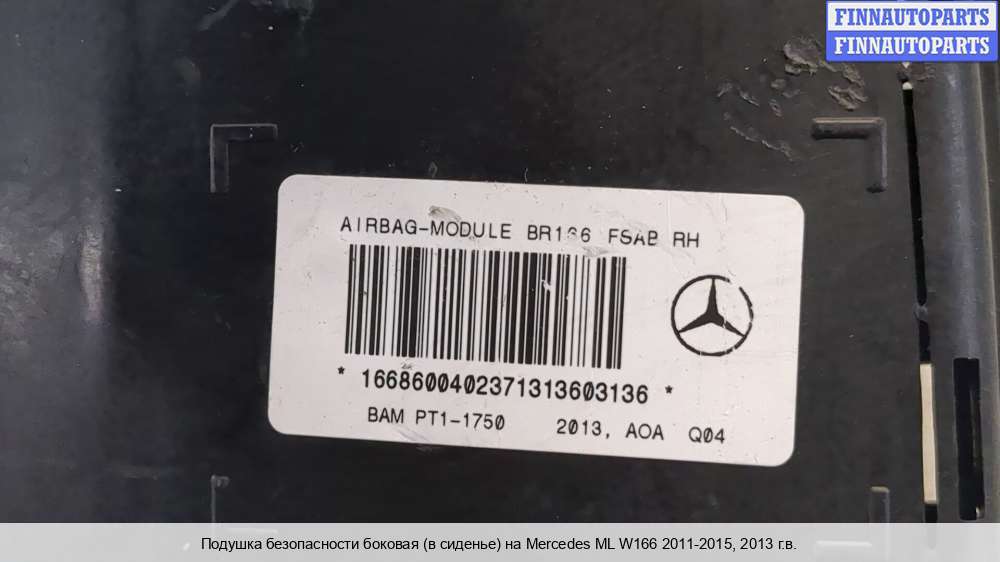 FINNAUTOPARTS
FINNAUTOPARTS
AIRBAG-MODULE BR166 FSAB RH
* 1668600402371313603136 *
BAM PT1-1750 2013, AOA Q04
Подушка безопасности боковая (в сиденье) на Mercedes ML W166 2011-2015, 2013 г.в.